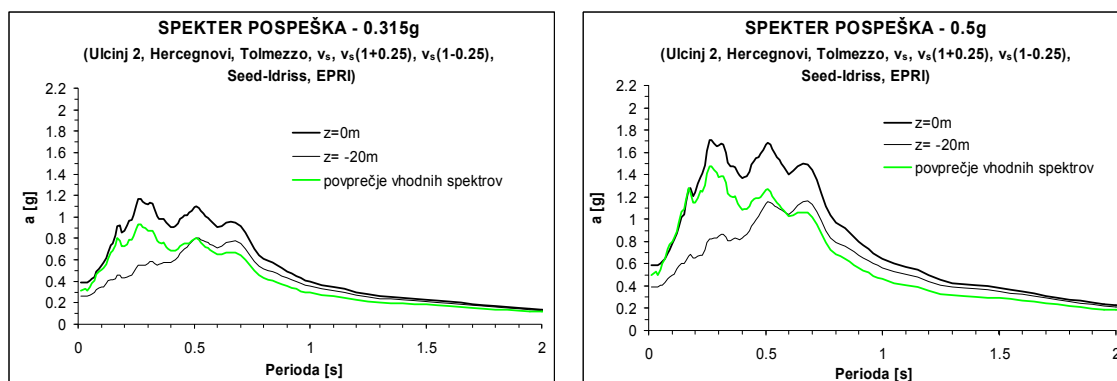 SPEKTER POSPEŠKA - 0.315g
(Ulcinj 2, Hercegnovi, Tolmezzo, vₛ, vₛ(1+0.25), vₛ(1-0.25),
Seed-Idriss, EPRI)
2.2
2
1.8
1.6
1.4
1.2
1
0.8
0.6
0.4
0.2
0
a [g]
z=0m
z= -20m
povprečje vhodnih spektrov
0
0.5
1
1.5
2
Perioda [s]
SPEKTER POSPEŠKA - 0.5g
(Ulcinj 2, Hercegnovi, Tolmezzo, vₛ, vₛ(1+0.25), vₛ(1-0.25),
Seed-Idriss, EPRI)
2.2
2
1.8
1.6
1.4
1.2
1
0.8
0.6
0.4
0.2
0
a [g]
z=0m
z= -20m
povprečje vhodnih spektrov
0
0.5
1
1.5
2
Perioda [s]